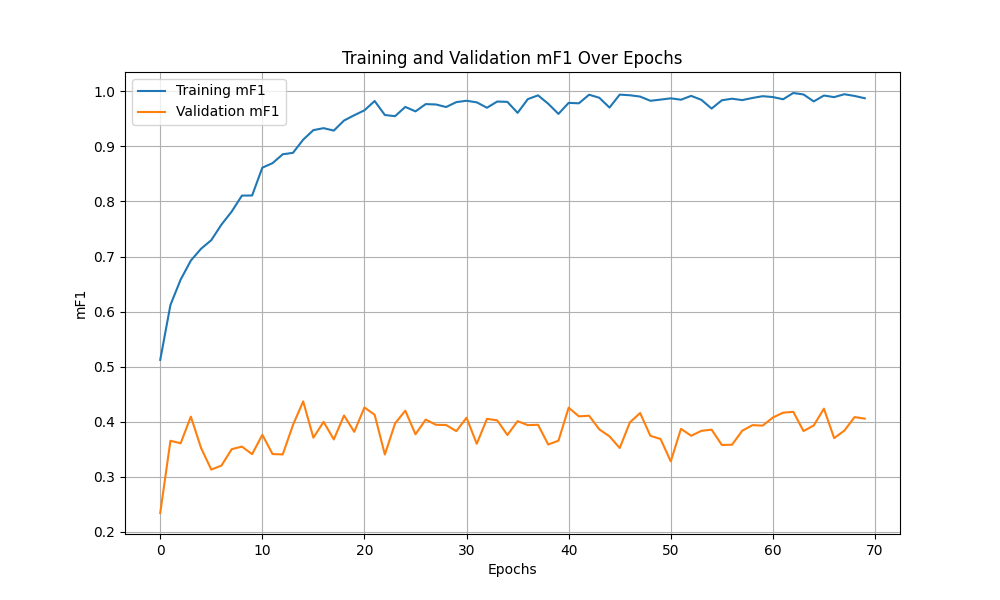 Training and Validation mF1 Over Epochs
Training mF1
Validation mF1
mF1
1.0
0.9
0.8
0.7
0.6
0.5
0.4
0.3
0.2
0 10 20 30 40 50 60 70
Epochs